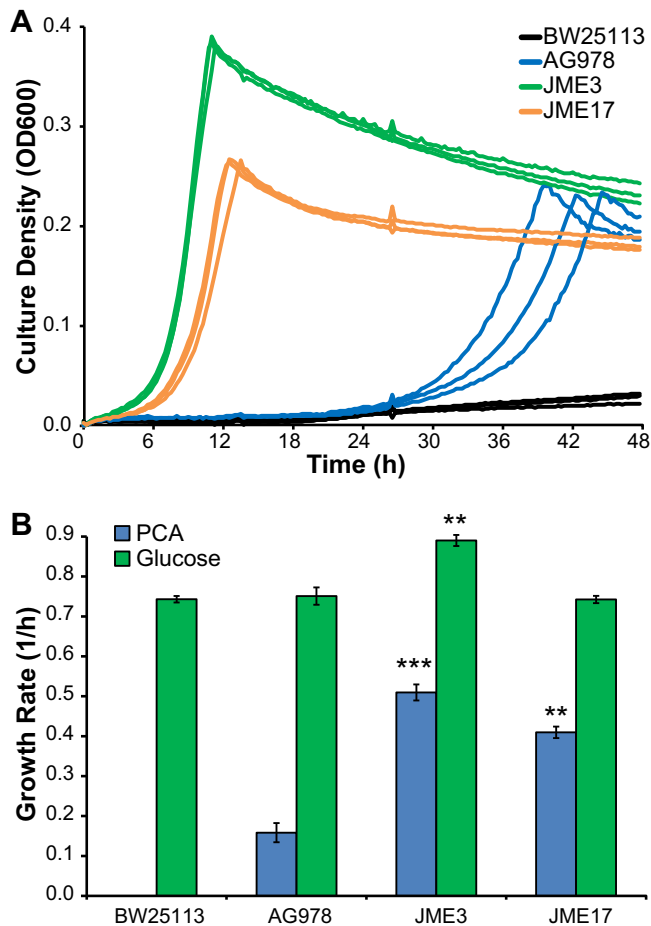 A
Culture Density (OD600)
0.4
0.3
0.2
0.1
0.0
BW25113
AG978
JME3
JME17
0 6 12 18 24 30 36 42 48
Time (h)
B
Growth Rate (1/h)
0.9
0.8
0.7
0.6
0.5
0.4
0.3
0.2
0.1
0.0
PCA
Glucose
**
***
**
BW25113 AG978 JME3 JME17